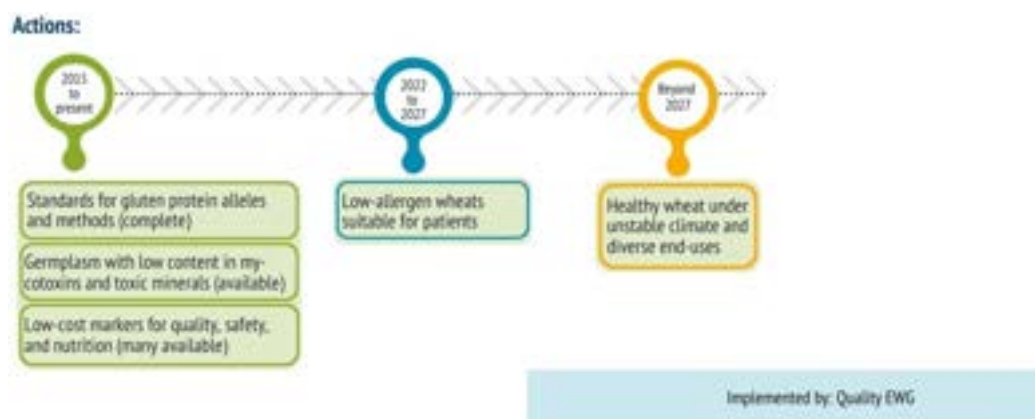 Actions:
2015
to
present
2022
to
2027
Beyond
2027
Standards for gluten protein alleles
and methods (complete)
Germplasm with low content in my-
cotoxins and toxic minerals (available)
Low-cost markers for quality, safety,
and nutrition (many available)
Low-allergen wheats
suitable for patients
Healthy wheat under
unstable climate and
diverse end-uses
Implemented by: Quality EWG